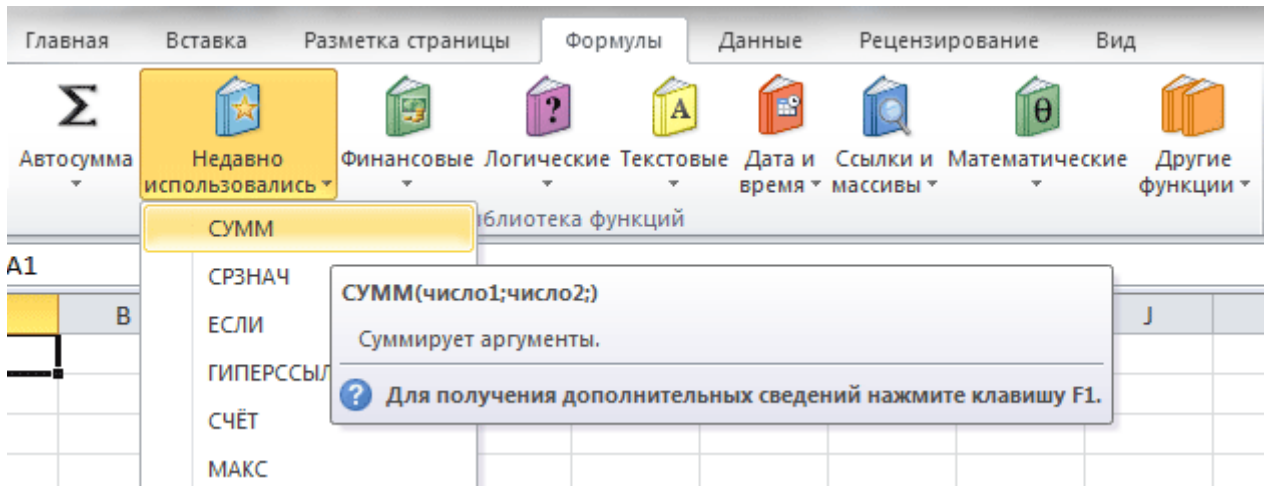 Главная Вставка Разметка страницы Формулы Данные Рецензирование Вид
Σ ? A θ
Автосумма Недавно использовались Финансовые Логические Текстовые Дата и время Ссылки и массивы Математические Другие функции
иблиотека функций
СУММ
A1
СРЗНАЧ
СУММ(число1;число2;)
B J
ЕСЛИ
Суммирует аргументы.
ГИПЕРССЫЛ
? Для получения дополнительных сведений нажмите клавишу F1.
СЧЁТ
МАКС